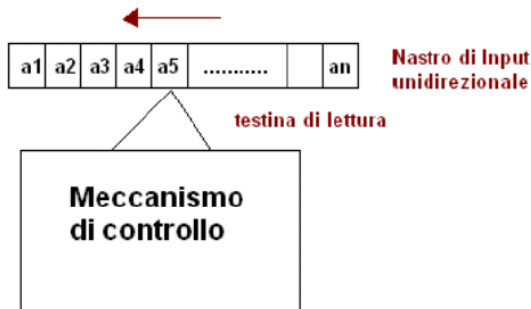 a1 a2 a3 a4 a5 ........... an
Nastro di Input
unidirezionale
testina di lettura
Meccanismo
di controllo